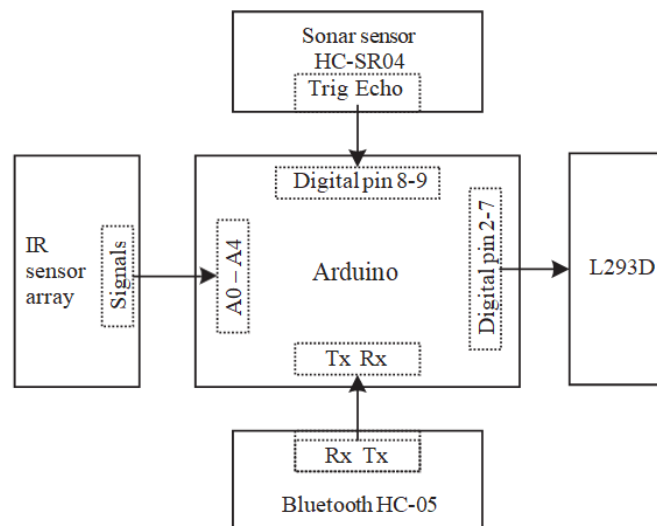 Sonar sensor
HC-SR04
Trig Echo
Digital pin 8-9
IR
sensor
array
Signals
A0 – A4
Arduino
Digital pin 2-7
L293D
Tx Rx
Rx Tx
Bluetooth HC-05